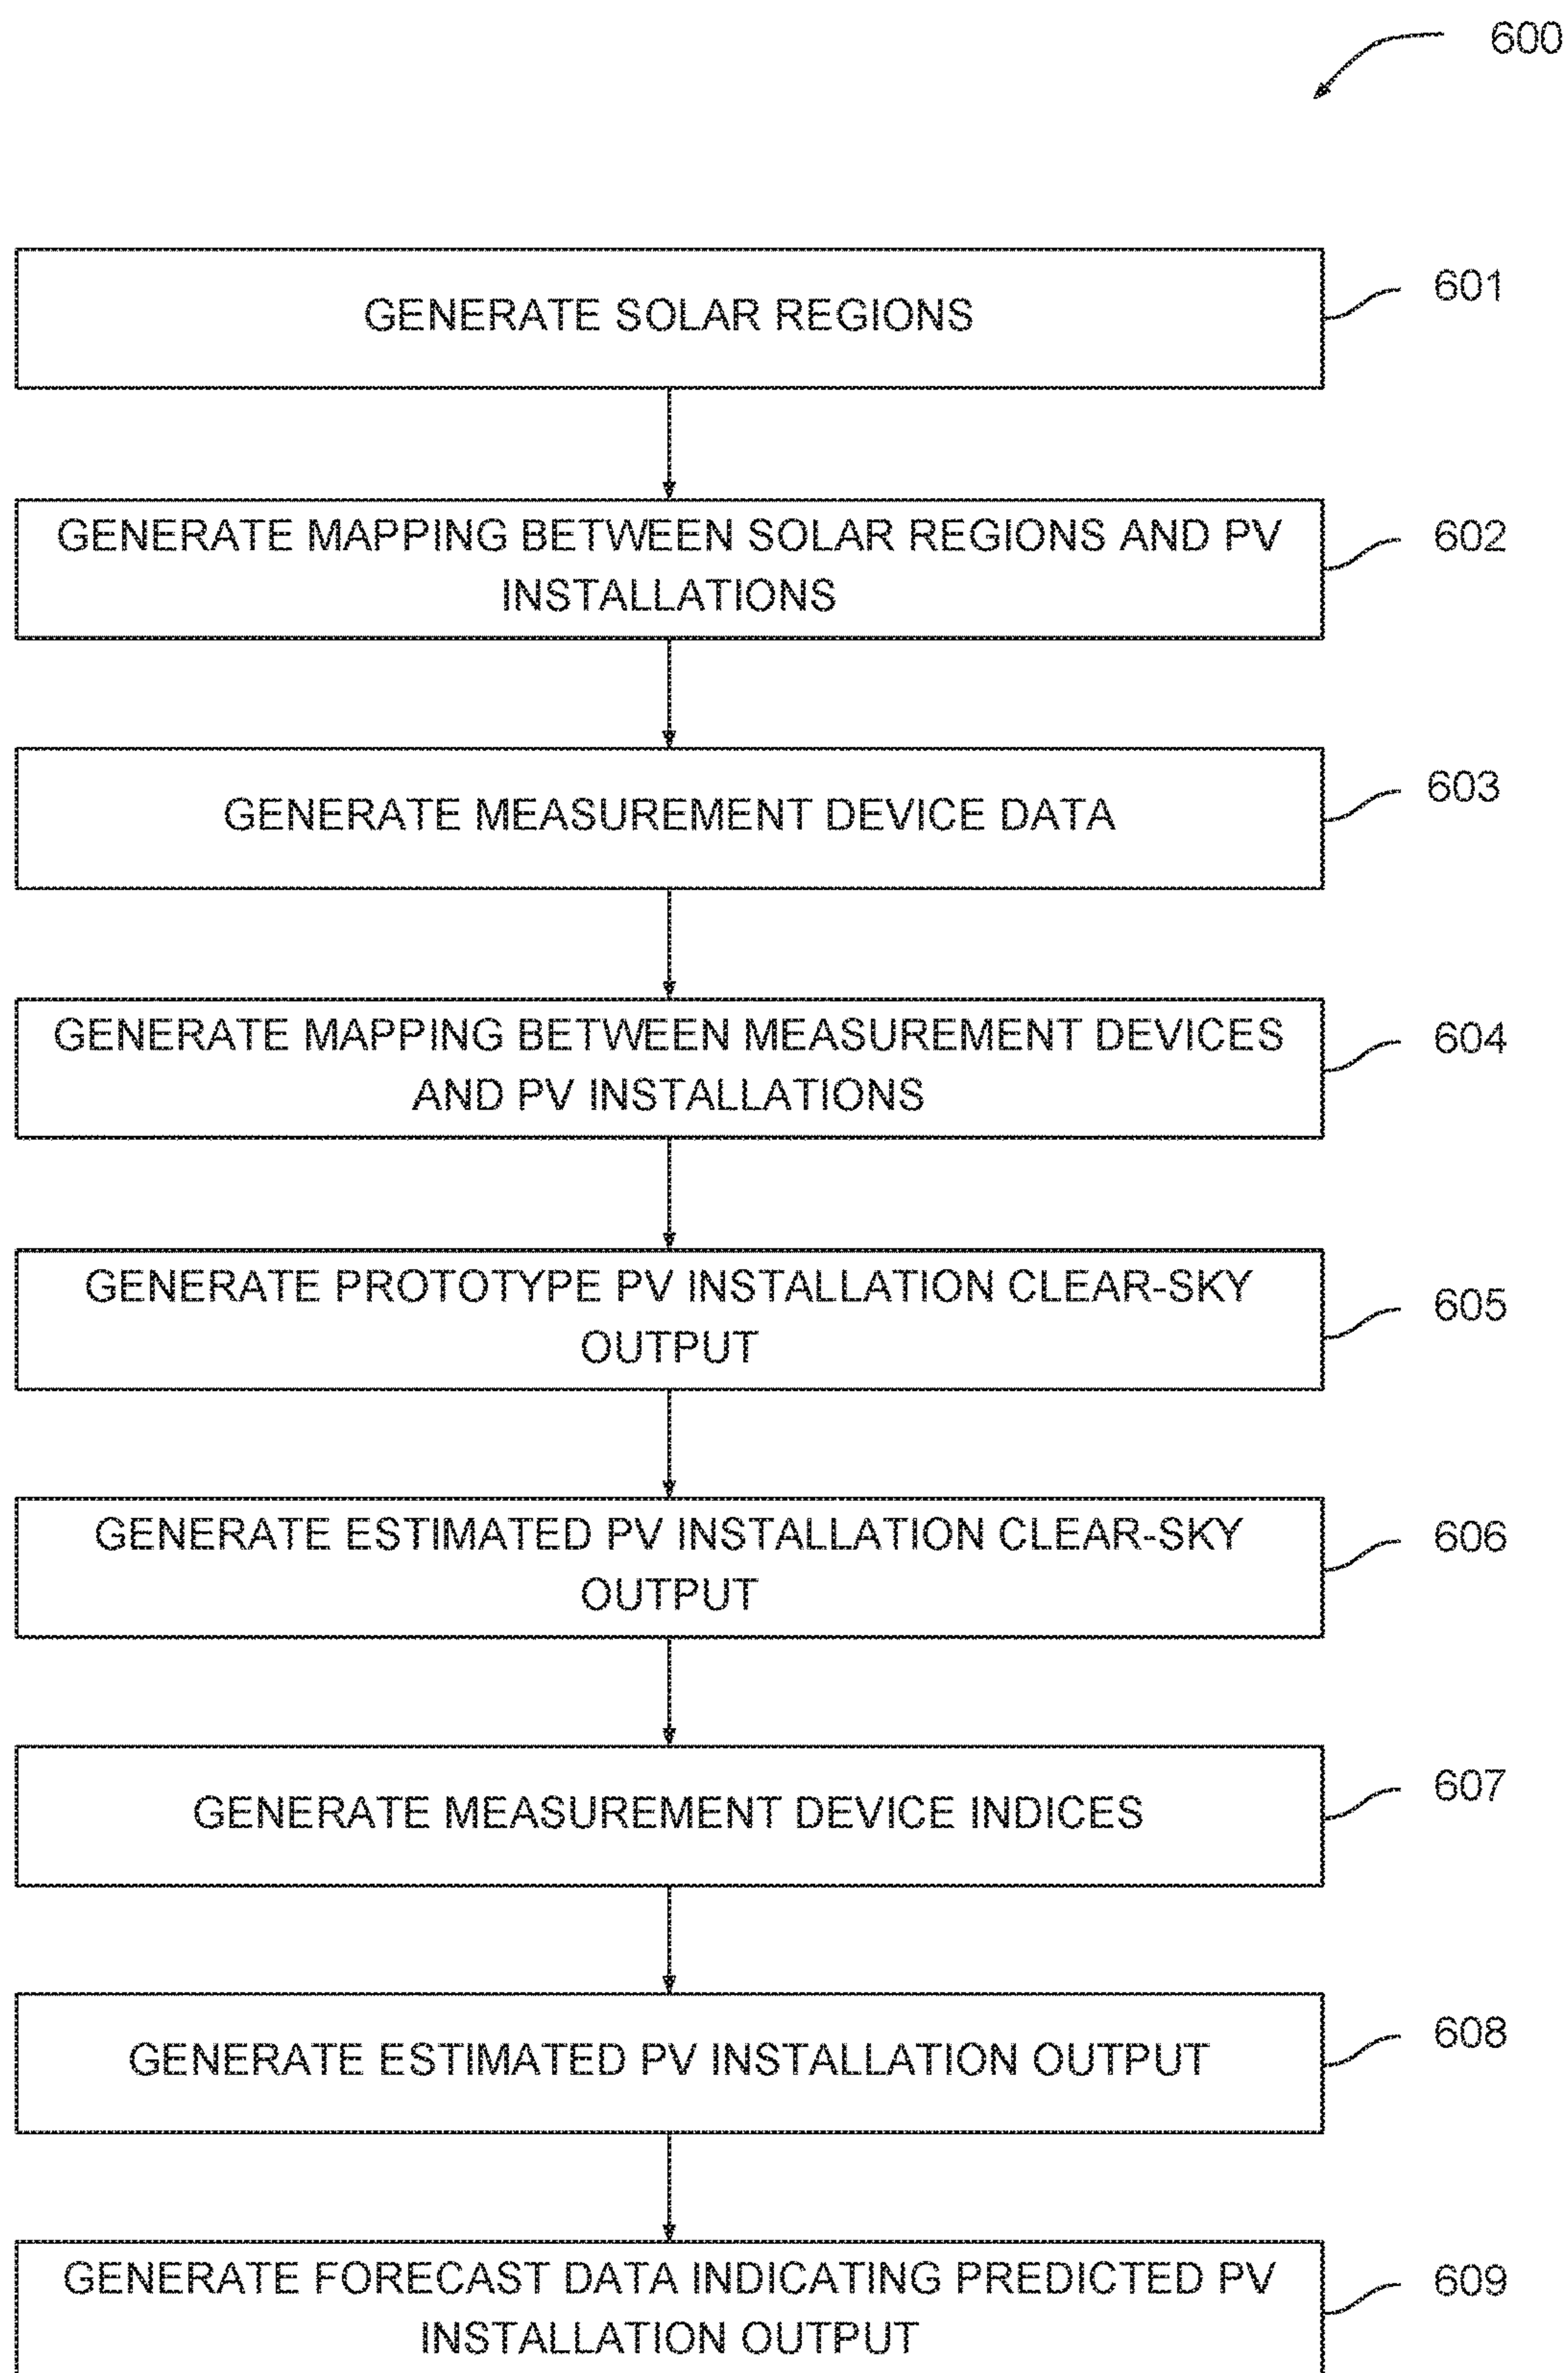 600
GENERATE SOLAR REGIONS
601
GENERATE MAPPING BETWEEN SOLAR REGIONS AND PV
INSTALLATIONS
602
GENERATE MEASUREMENT DEVICE DATA
603
GENERATE MAPPING BETWEEN MEASUREMENT DEVICES
AND PV INSTALLATIONS
604
GENERATE PROTOTYPE PV INSTALLATION CLEAR-SKY
OUTPUT
605
GENERATE ESTIMATED PV INSTALLATION CLEAR-SKY
OUTPUT
606
GENERATE MEASUREMENT DEVICE INDICES
607
GENERATE ESTIMATED PV INSTALLATION OUTPUT
608
GENERATE FORECAST DATA INDICATING PREDICTED PV
INSTALLATION OUTPUT
609